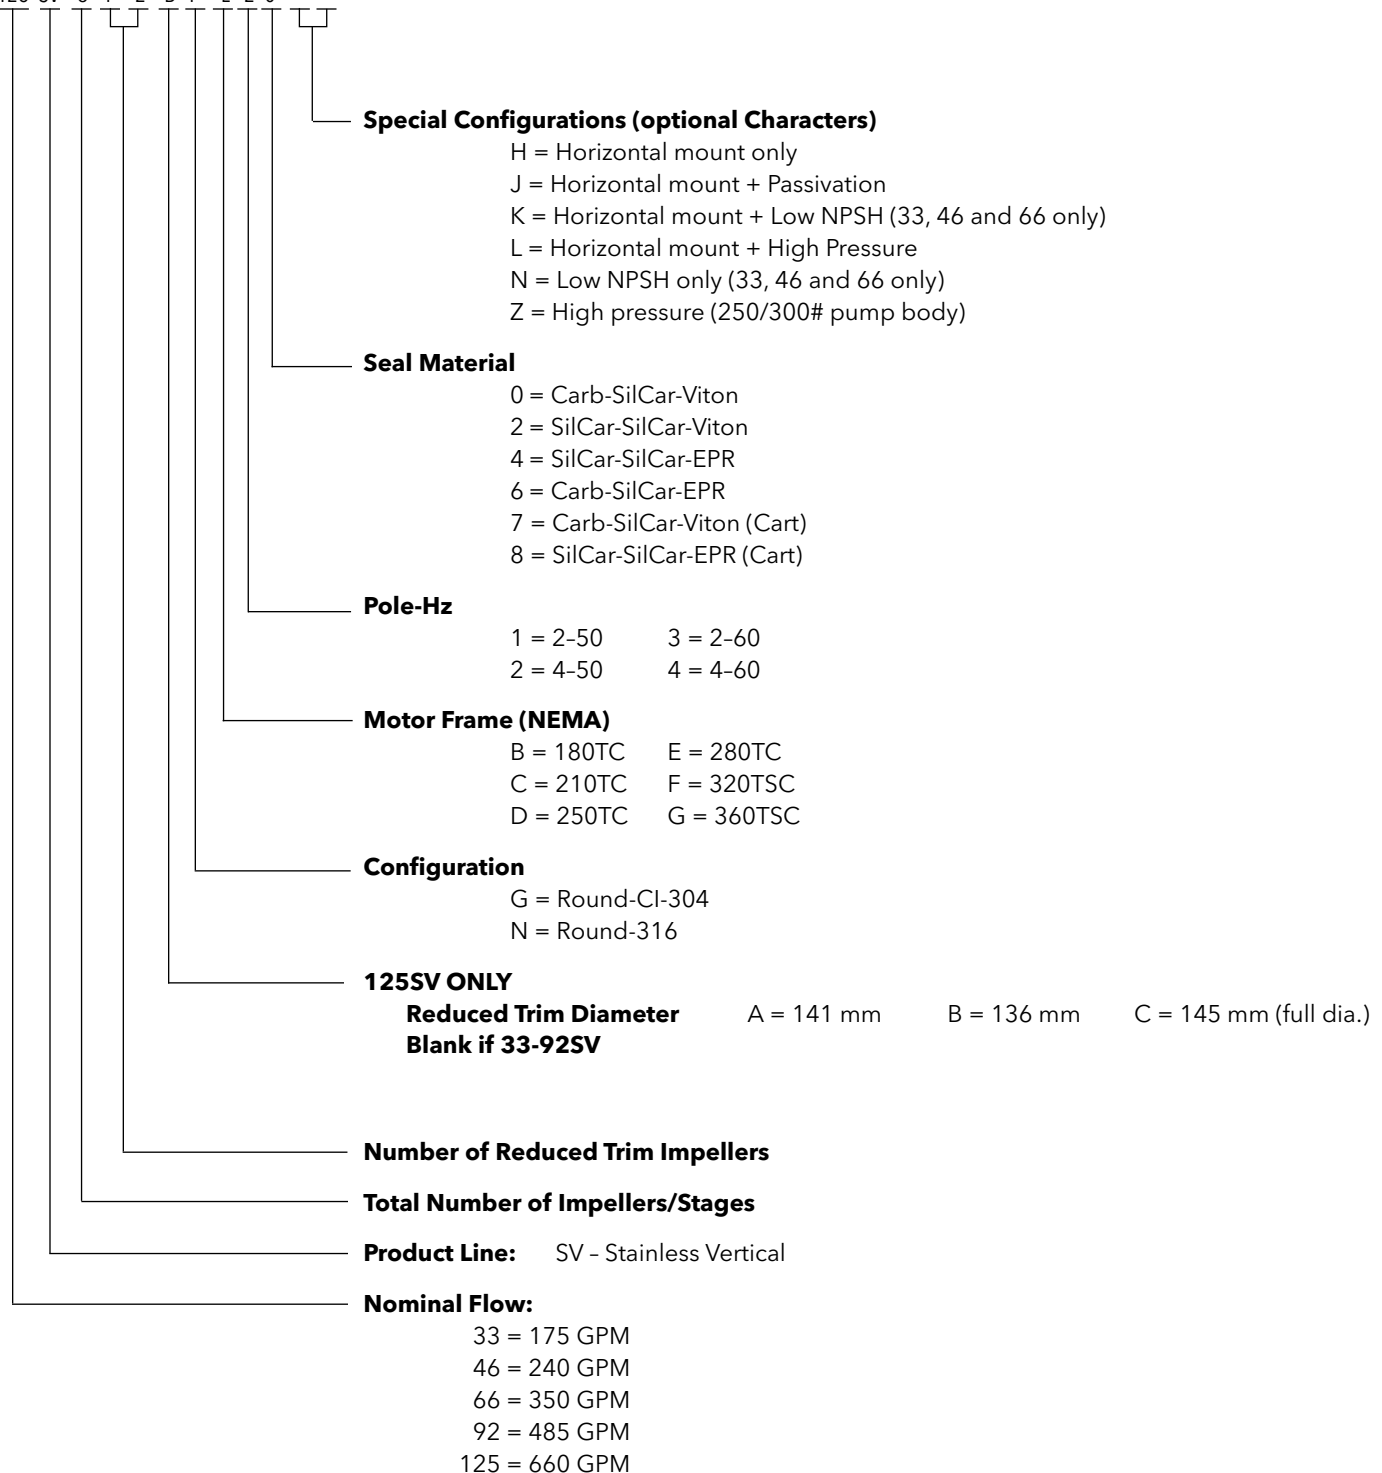 Special Configurations (optional Characters)
H = Horizontal mount only
J = Horizontal mount + Passivation
K = Horizontal mount + Low NPSH (33, 46 and 66 only)
L = Horizontal mount + High Pressure
N = Low NPSH only (33, 46 and 66 only)
Z = High pressure (250/300# pump body)
Seal Material
0 = Carb-SilCar-Viton
2 = SilCar-SilCar-Viton
4 = SilCar-SilCar-EPR
6 = Carb-SilCar-EPR
7 = Carb-SilCar-Viton (Cart)
8 = SilCar-SilCar-EPR (Cart)
Pole-Hz
1 = 2–50 3 = 2–60
2 = 4–50 4 = 4–60
Motor Frame (NEMA)
B = 180TC E = 280TC
C = 210TC F = 320TSC
D = 250TC G = 360TSC
Configuration
G = Round-CI-304
N = Round-316
125SV ONLY
Reduced Trim Diameter A = 141 mm B = 136 mm C = 145 mm (full dia.)
Blank if 33-92SV
Number of Reduced Trim Impellers
Total Number of Impellers/Stages
Product Line: SV – Stainless Vertical
Nominal Flow:
33 = 175 GPM
46 = 240 GPM
66 = 350 GPM
92 = 485 GPM
125 = 660 GPM